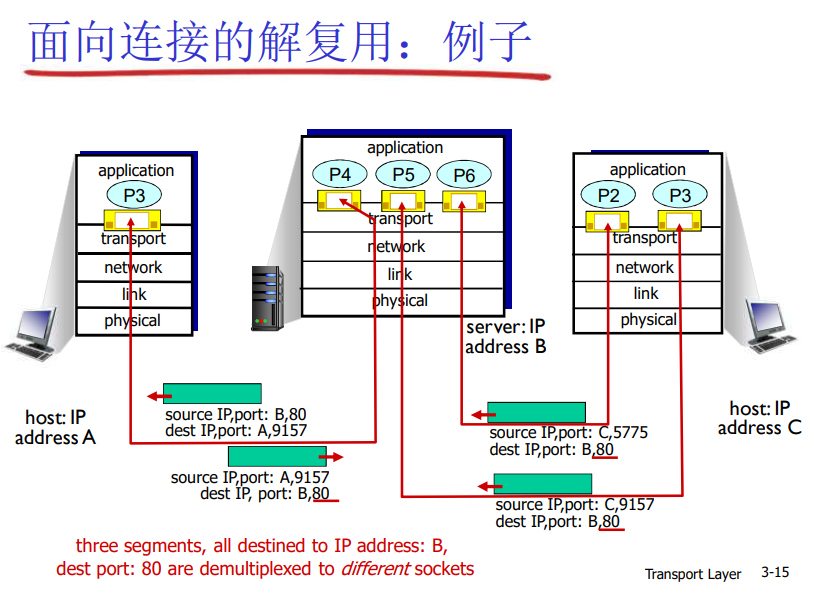 面向连接的解复用：例子
application
P3
transport
network
link
physical
host: IP
address A
application
P4 P5 P6
transport
network
link
physical
server: IP
address B
application
P2 P3
transport
network
link
physical
host: IP
address C
source IP,port: B,80
dest IP,port: A,9157
source IP,port: A,9157
dest IP, port: B,80
source IP,port: C,5775
dest IP,port: B,80
source IP,port: C,9157
dest IP,port: B,80
three segments, all destined to IP address: B,
dest port: 80 are demultiplexed to different sockets
Transport Layer 3-15